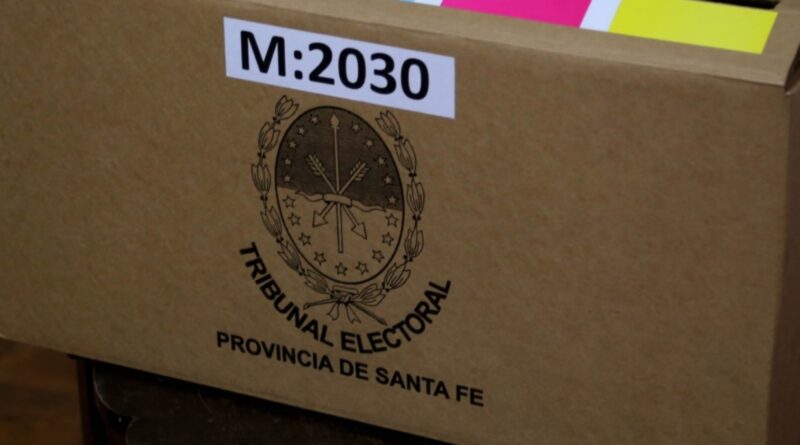 M:2030
TRIBUNAL ELECTORAL
PROVINCIA DE SANTA FE